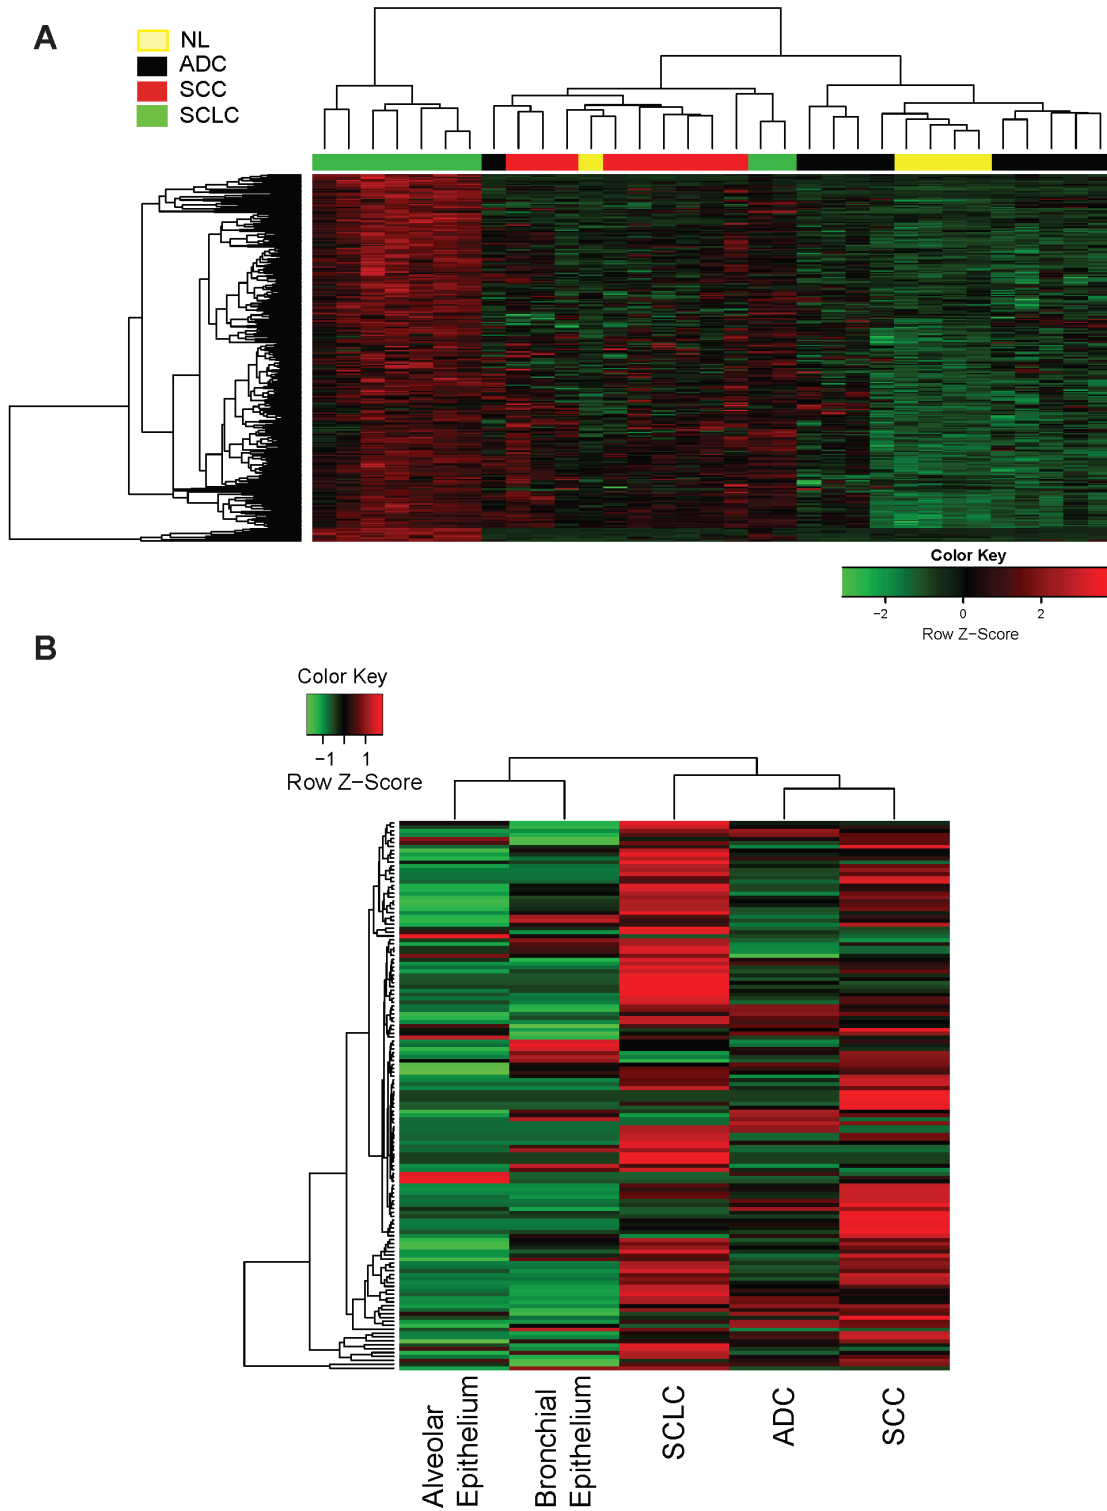 A
NL
ADC
SCC
SCLC
Color Key
−2 0 2
Row Z−Score
B
Color Key
−1 1
Row Z−Score
Alveolar
Epithelium
Bronchial
Epithelium
SCLC
ADC
SCC